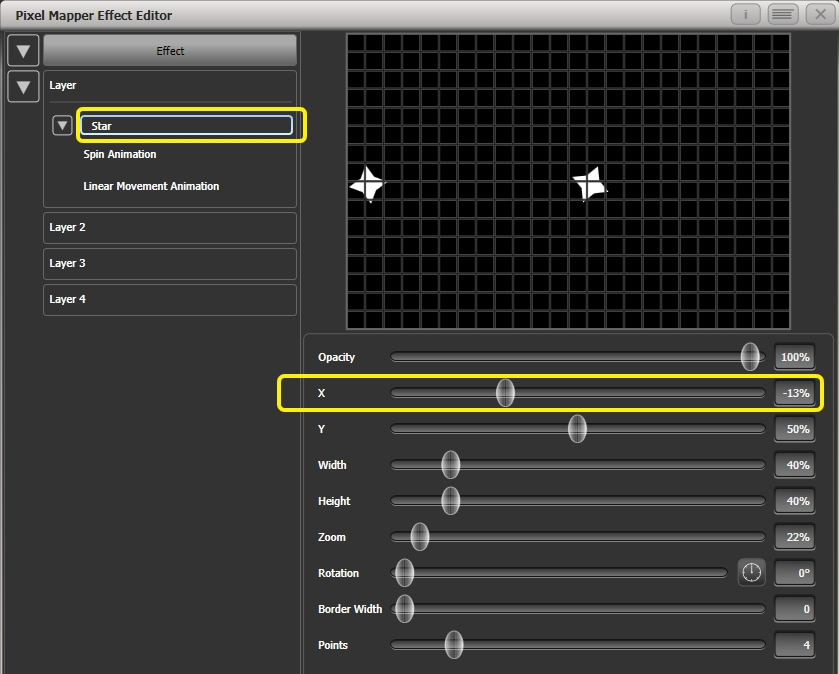 Pixel Mapper Effect Editor
i
Effect
Layer
Star
Spin Animation
Linear Movement Animation
Layer 2
Layer 3
Layer 4
Opacity 100%
X -13%
Y 50%
Width 40%
Height 40%
Zoom 22%
Rotation 0°
Border Width 0
Points 4